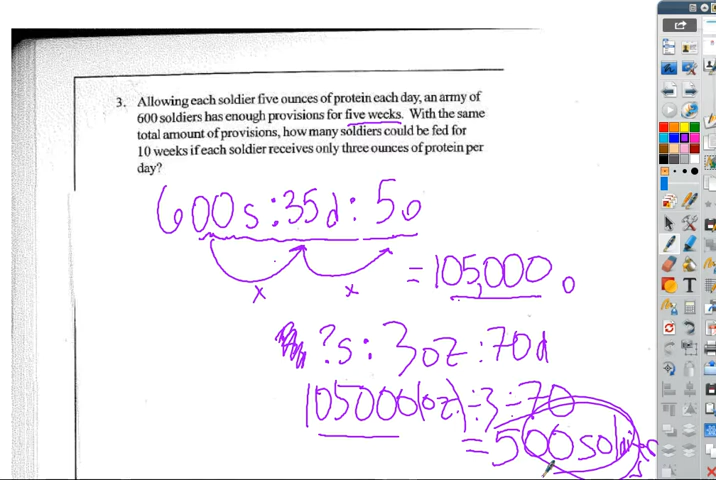 3. Allowing each soldier five ounces of protein each day, an army of
600 soldiers has enough provisions for five weeks. With the same
total amount of provisions, how many soldiers could be fed for
10 weeks if each soldier receives only three ounces of protein per
day?
600s:35d:5o
x x
=105,000 o
?s: 3oz:70d
105000(oz)÷3÷70
=500soldiers